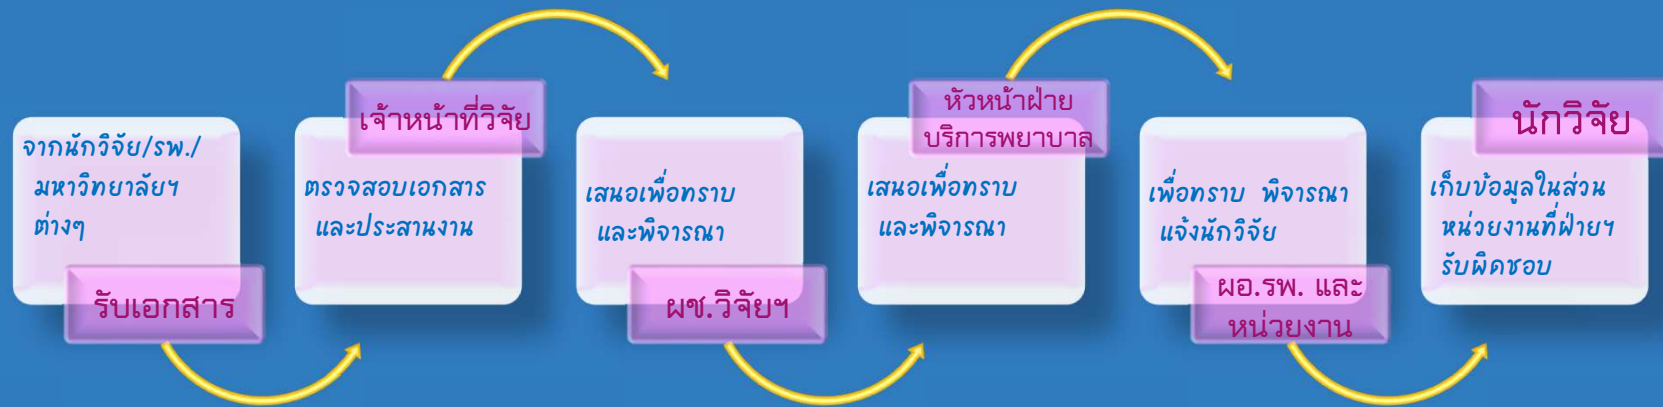 จากนักวิจัย/รพ./
มหาวิทยาลัยฯ
ต่างๆ
รับเอกสาร
เจ้าหน้าที่วิจัย
ตรวจสอบเอกสาร
และประสานงาน
เสนอเพื่อทราบ
และพิจารณา
ผช.วิจัยฯ
หัวหน้าฝ่าย
บริการพยาบาล
เสนอเพื่อทราบ
และพิจารณา
เพื่อทราบ พิจารณา
แจ้งนักวิจัย
ผอ.รพ. และ
หน่วยงาน
นักวิจัย
เก็บข้อมูลในส่วน
หน่วยงานที่ฝ่ายฯ
รับผิดชอบ